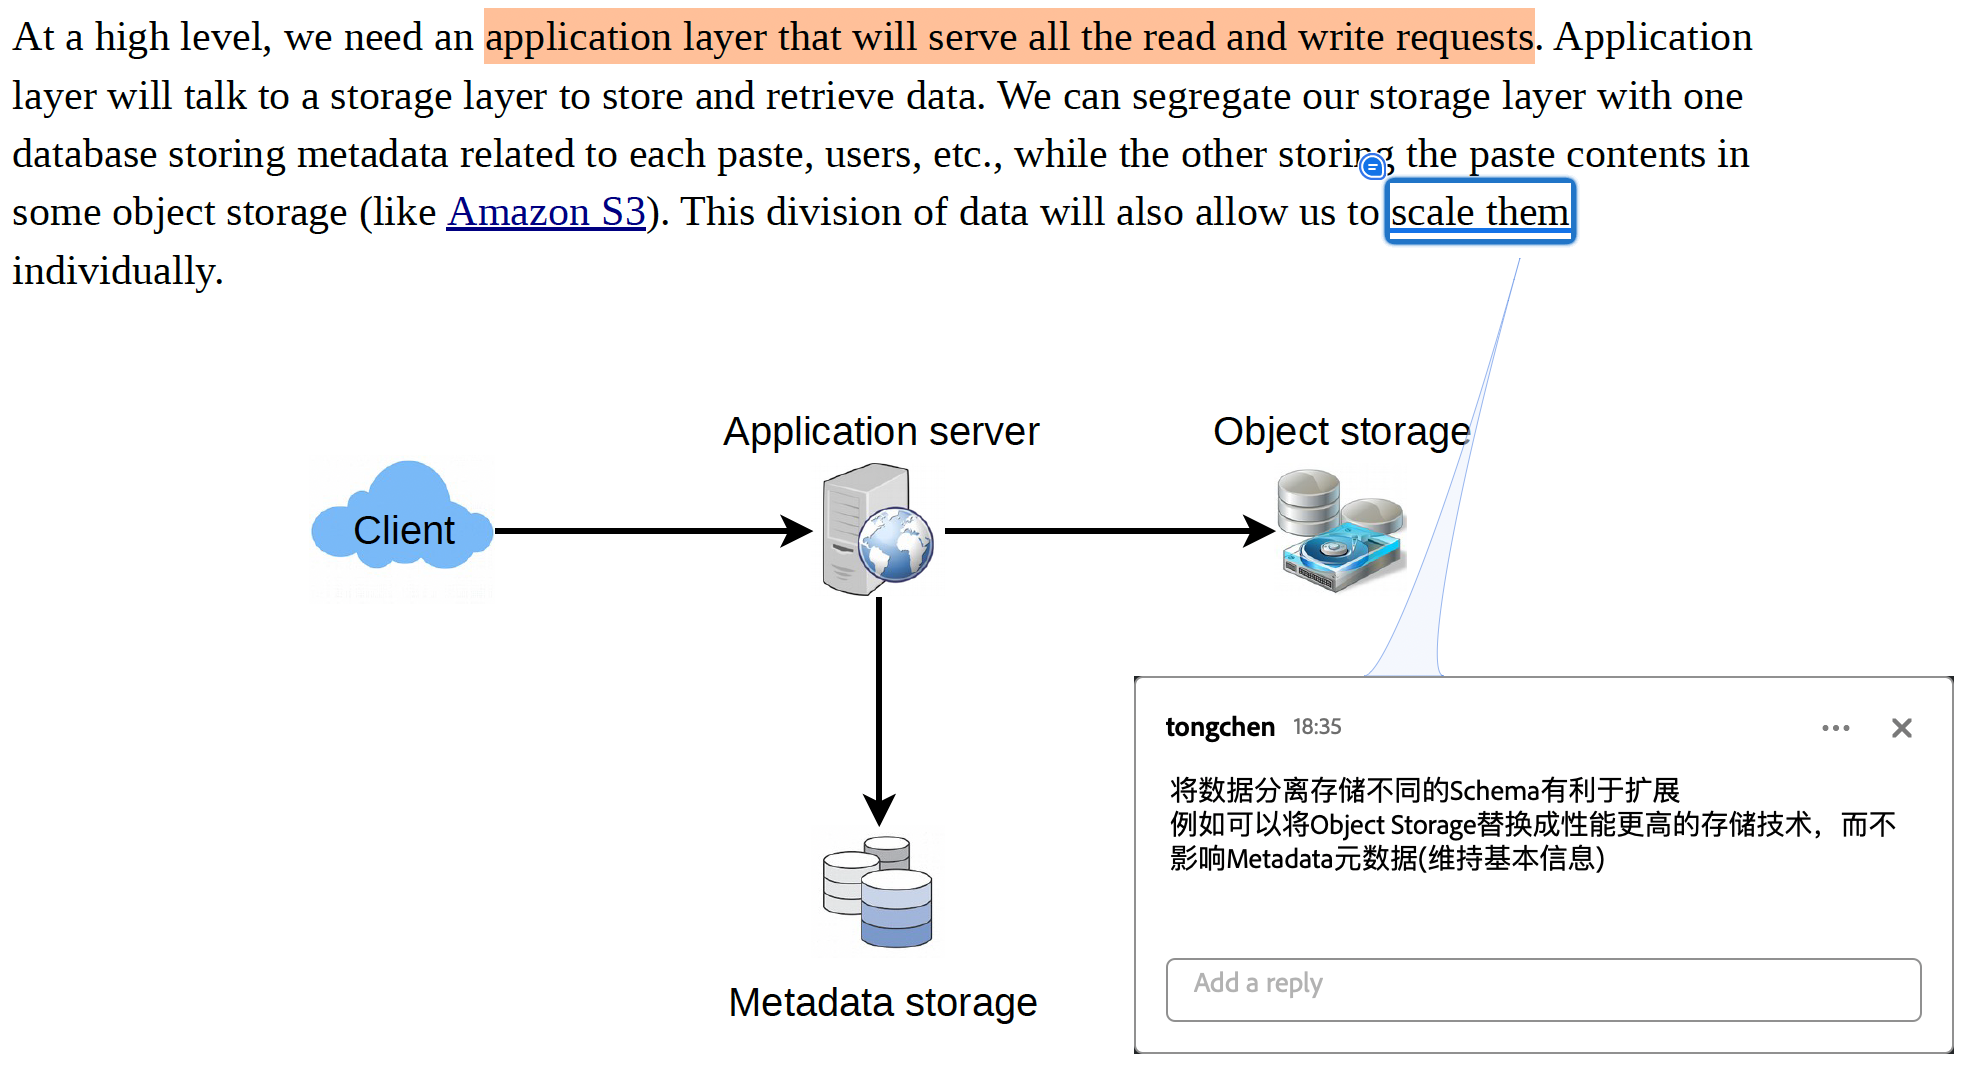 At a high level, we need an application layer that will serve all the read and write requests. Application
layer will talk to a storage layer to store and retrieve data. We can segregate our storage layer with one
database storing metadata related to each paste, users, etc., while the other storing the paste contents in
some object storage (like Amazon S3). This division of data will also allow us to scale them
individually.
Application server
Object storage
Client
Metadata storage
tongchen 18:35
将数据分离存储不同的Schema有利于扩展
例如可以将Object Storage替换成性能更高的存储技术，而不
影响Metadata元数据(维持基本信息)
Add a reply